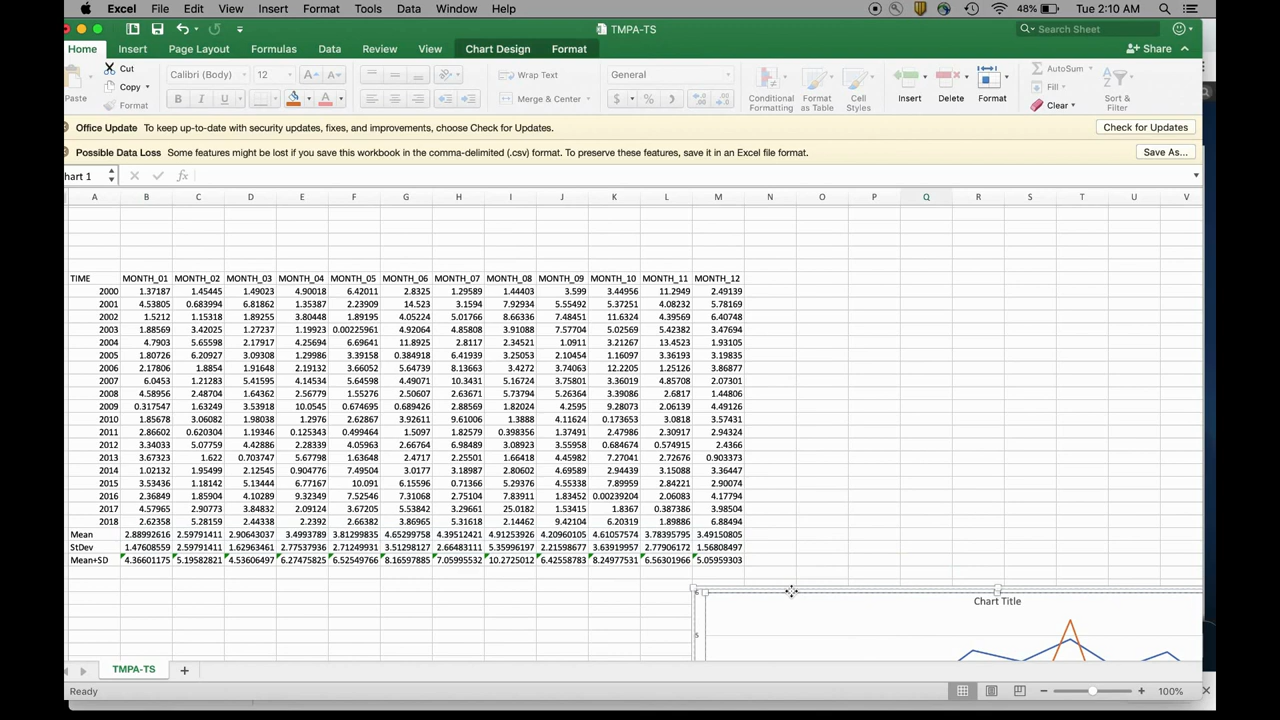 Excel File Edit View Insert Format Tools Data Window Help 48% Tue 2:10 AM
TMPA-TS Search Sheet
Home Insert Page Layout Formulas Data Review View Chart Design Format Share
Cut Calibri (Body) 12 Wrap Text General AutoSum
Copy Fill
Paste Format Merge & Center Conditional Formatting Format as Table Cell Styles Insert Delete Format Clear Sort & Filter
Office Update To keep up-to-date with security updates, fixes, and improvements, choose Check for Updates. Check for Updates
Possible Data Loss Some features might be lost if you save this workbook in the comma-delimited (.csv) format. To preserve these features, save it in an Excel file format. Save As...
hart 1 fx
A B C D E F G H I J K L M N O P Q R S T U V
TIME MONTH_01 MONTH_02 MONTH_03 MONTH_04 MONTH_05 MONTH_06 MONTH_07 MONTH_08 MONTH_09 MONTH_10 MONTH_11 MONTH_12
2000 1.37187 1.45445 1.49023 4.90018 6.42011 2.8325 1.29589 1.44403 3.599 3.44956 11.2949 2.49139
2001 4.53805 0.683994 6.81862 1.35387 2.23909 14.523 3.1594 7.92934 5.55492 5.37251 4.08232 5.78169
2002 1.5212 1.15318 1.89255 3.80448 1.89195 4.05224 5.01766 8.66336 7.48451 11.6324 4.39569 6.40748
2003 1.88569 3.42025 1.27237 1.19923 0.00225961 4.92064 4.85808 3.91088 7.57704 5.02569 5.42382 3.47694
2004 4.7903 5.65598 2.17917 4.25694 6.69641 11.8925 2.8117 2.34521 1.0911 3.21267 13.4523 1.93105
2005 1.80726 6.20927 3.09308 1.29986 3.39158 0.384918 6.41939 3.25053 2.10454 1.16097 3.36193 3.19835
2006 2.17806 1.8854 1.91648 2.19132 3.66052 5.64739 8.13663 3.4272 3.74063 12.2205 1.25126 3.86877
2007 6.0453 1.21283 5.41595 4.14534 5.64598 4.49071 10.3431 5.16724 3.75801 3.36019 4.85708 2.07301
2008 4.58956 2.48704 1.64362 2.56779 1.55276 2.50607 2.63671 5.73794 5.26364 3.39086 2.6817 1.44806
2009 0.317547 1.63249 3.53918 10.0545 0.674695 0.689426 2.88569 1.82024 4.2595 9.28073 2.06139 4.49126
2010 1.85678 3.06082 1.98038 1.2976 2.62867 3.92611 3.61006 1.3888 4.11624 0.173653 3.0818 3.57431
2011 2.86602 0.620304 1.19346 0.125343 0.499464 1.5097 1.82579 0.398356 1.37491 2.47986 2.30917 2.94324
2012 3.34033 5.07759 4.42886 2.28339 4.05963 2.66764 6.98489 3.08923 3.55958 0.684674 0.574915 2.4366
2013 3.67323 1.622 0.703747 5.67798 1.63648 2.4717 2.25501 1.66418 4.45982 7.27041 2.72676 0.903373
2014 1.02132 1.95499 2.12545 0.904776 7.49504 3.0177 3.18987 2.80602 4.69589 2.94439 3.15088 3.36447
2015 3.53436 1.18142 5.13444 6.77167 10.091 6.15596 0.71366 5.29376 4.55338 7.89959 2.84221 2.90074
2016 2.36849 1.85904 4.10289 9.32349 7.52546 7.31068 2.75104 7.83911 1.83452 0.00239204 2.06083 4.17794
2017 4.57965 2.90773 3.84832 2.09124 3.67205 5.53842 5.79387 25.0182 1.53415 1.8367 0.387386 3.98504
2018 2.62358 5.28159 2.44338 2.2392 2.66382 3.86965 5.31618 2.14462 9.42104 6.20319 1.89886 6.88494
Mean 2.88992616 2.59791411 2.90643037 3.4993789 3.81299835 4.65299758 4.39512421 4.91253926 4.20960105 4.61057574 3.78395795 3.49150805
StDev 1.47608559 2.59791411 1.62963461 2.77537936 2.71249931 3.51298127 2.66483111 5.35996197 2.21598677 3.63919957 2.77906172 1.56808497
Mean+SD 4.36601175 5.19582821 4.53606497 6.27475825 6.52549766 8.16597885 7.05995532 10.2725012 6.42558783 8.24977531 6.56301966 5.05959303
6 Chart Title
5
TMPA-TS
Ready 100%